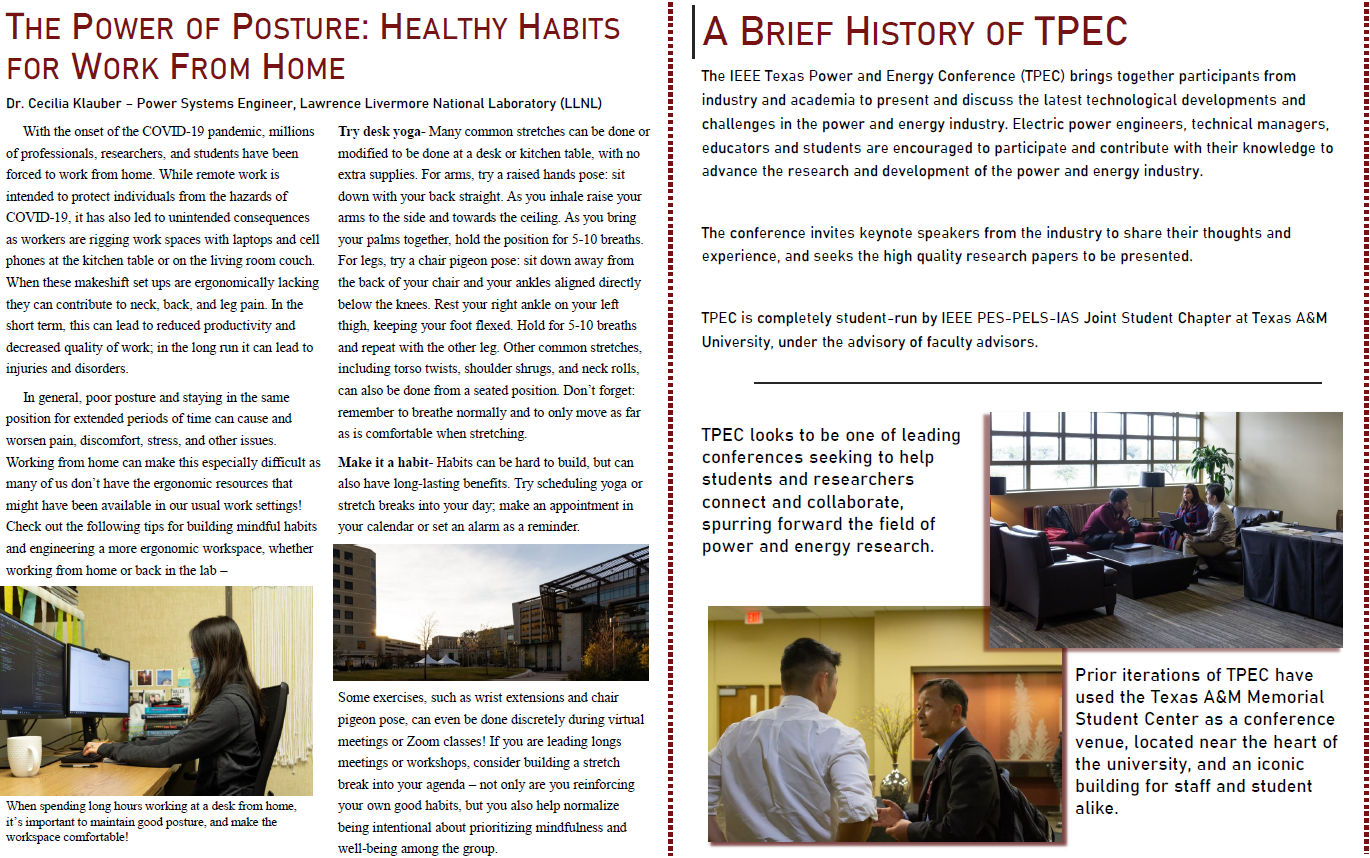 THE POWER OF POSTURE: HEALTHY HABITS
FOR WORK FROM HOME
Dr. Cecilia Klauber – Power Systems Engineer, Lawrence Livermore National Laboratory (LLNL)
With the onset of the COVID-19 pandemic, millions
of professionals, researchers, and students have been
forced to work from home. While remote work is
intended to protect individuals from the hazards of
COVID-19, it has also led to unintended consequences
as workers are rigging work spaces with laptops and cell
phones at the kitchen table or on the living room couch.
When these makeshift set ups are ergonomically lacking
they can contribute to neck, back, and leg pain. In the
short term, this can lead to reduced productivity and
decreased quality of work; in the long run it can lead to
injuries and disorders.
In general, poor posture and staying in the same
position for extended periods of time can cause and
worsen pain, discomfort, stress, and other issues.
Working from home can make this especially difficult as
many of us don’t have the ergonomic resources that
might have been available in our usual work settings!
Check out the following tips for building mindful habits
and engineering a more ergonomic workspace, whether
working from home or back in the lab –
When spending long hours working at a desk from home,
it’s important to maintain good posture, and make the
workspace comfortable!
Try desk yoga- Many common stretches can be done or
modified to be done at a desk or kitchen table, with no
extra supplies. For arms, try a raised hands pose: sit
down with your back straight. As you inhale raise your
arms to the side and towards the ceiling. As you bring
your palms together, hold the position for 5-10 breaths.
For legs, try a chair pigeon pose: sit down away from
the back of your chair and your ankles aligned directly
below the knees. Rest your right ankle on your left
thigh, keeping your foot flexed. Hold for 5-10 breaths
and repeat with the other leg. Other common stretches,
including torso twists, shoulder shrugs, and neck rolls,
can also be done from a seated position. Don’t forget:
remember to breathe normally and to only move as far
as is comfortable when stretching.
Make it a habit- Habits can be hard to build, but can
also have long-lasting benefits. Try scheduling yoga or
stretch breaks into your day; make an appointment in
your calendar or set an alarm as a reminder.
Some exercises, such as wrist extensions and chair
pigeon pose, can even be done discretely during virtual
meetings or Zoom classes! If you are leading longs
meetings or workshops, consider building a stretch
break into your agenda – not only are you reinforcing
your own good habits, but you also help normalize
being intentional about prioritizing mindfulness and
well-being among the group.
A BRIEF HISTORY OF TPEC
The IEEE Texas Power and Energy Conference (TPEC) brings together participants from
industry and academia to present and discuss the latest technological developments and
challenges in the power and energy industry. Electric power engineers, technical managers,
educators and students are encouraged to participate and contribute with their knowledge to
advance the research and development of the power and energy industry.
The conference invites keynote speakers from the industry to share their thoughts and
experience, and seeks the high quality research papers to be presented.
TPEC is completely student-run by IEEE PES-PELS-IAS Joint Student Chapter at Texas A&M
University, under the advisory of faculty advisors.
TPEC looks to be one of leading
conferences seeking to help
students and researchers
connect and collaborate,
spurring forward the field of
power and energy research.
EXIT
Prior iterations of TPEC have
used the Texas A&M Memorial
Student Center as a conference
venue, located near the heart of
the university, and an iconic
building for staff and student
alike.